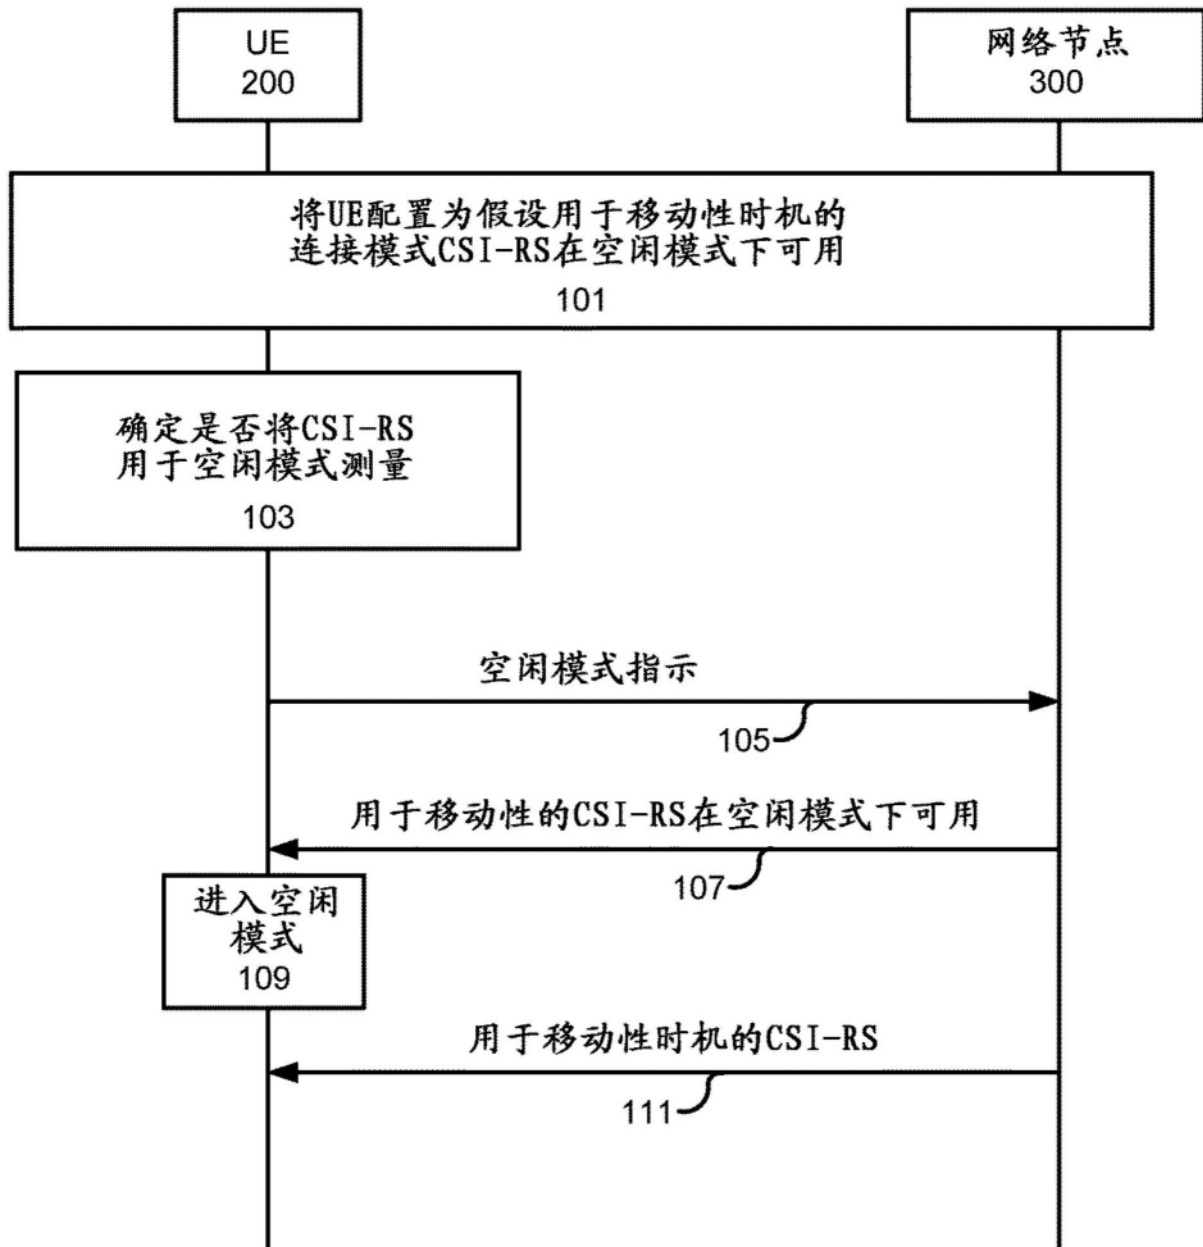 UE
200
网络节点
300
将UE配置为假设用于移动性时机的
连接模式CSI-RS在空闲模式下可用
101
确定是否将CSI-RS
用于空闲模式测量
103
空闲模式指示
105
用于移动性的CSI-RS在空闲模式下可用
107
进入空闲
模式
109
用于移动性时机的CSI-RS
111